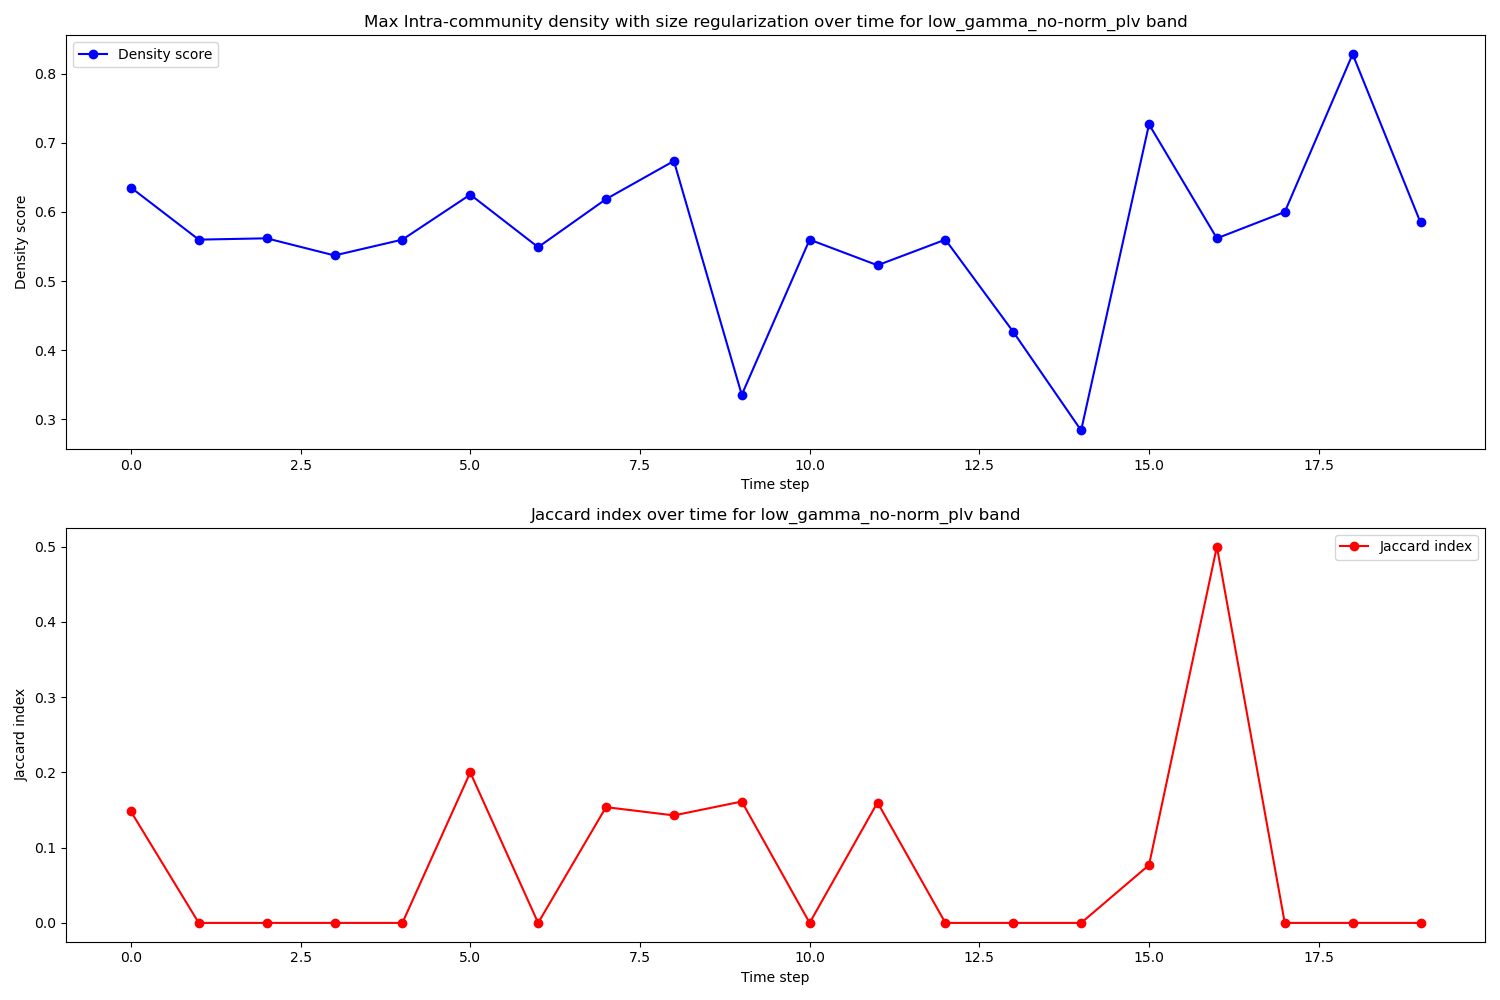 Max Intra-community density with size regularization over time for low_gamma_no-norm_plv band
Density score
Density score
0.8
0.7
0.6
0.5
0.4
0.3
0.0 2.5 5.0 7.5 10.0 12.5 15.0 17.5
Time step
Jaccard index over time for low_gamma_no-norm_plv band
Jaccard index
Jaccard index
0.5
0.4
0.3
0.2
0.1
0.0
0.0 2.5 5.0 7.5 10.0 12.5 15.0 17.5
Time step